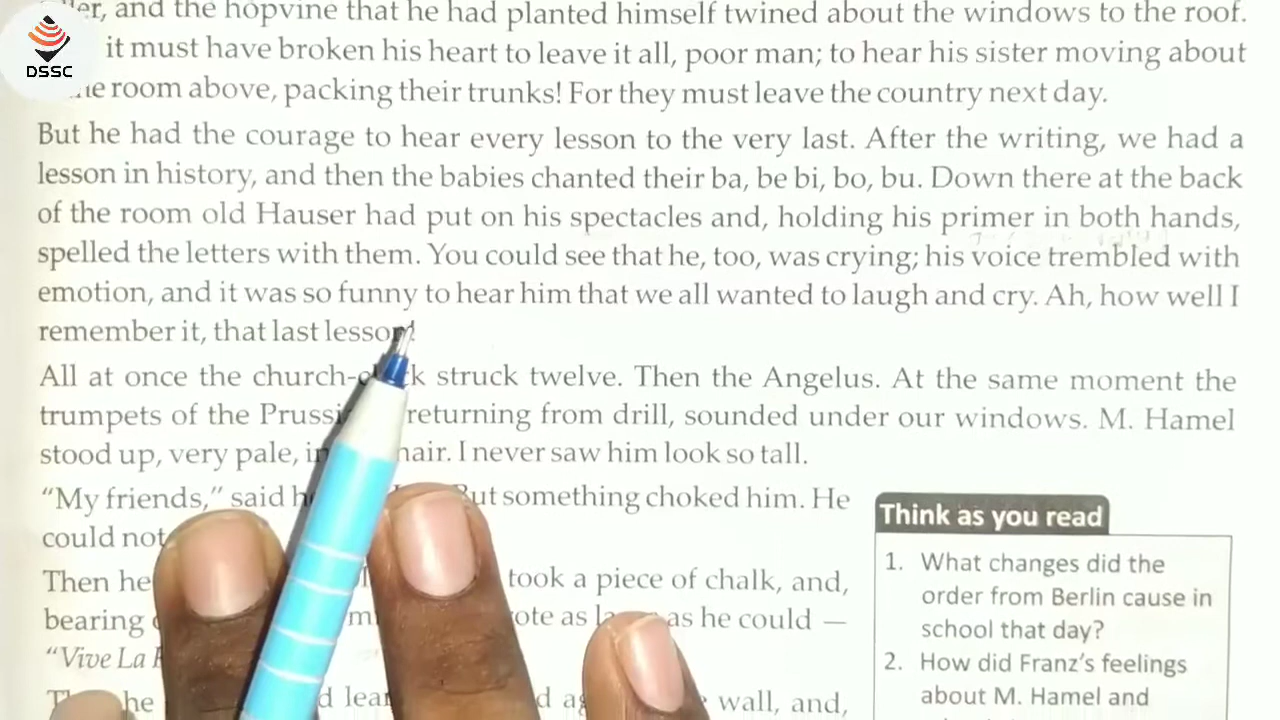 and the hopvine that he had planted himself twined about the windows to the roof.
it must have broken his heart to leave it all, poor man; to hear his sister moving about
room above, packing their trunks! For they must leave the country next day.
But he had the courage to hear every lesson to the very last. After the writing, we had a
lesson in history, and then the babies chanted their ba, be bi, bo, bu. Down there at the back
of the room old Hauser had put on his spectacles and, holding his primer in both hands,
spelled the letters with them. You could see that he, too, was crying; his voice trembled with
emotion, and it was so funny to hear him that we all wanted to laugh and cry. Ah, how well I
remember it, that last lesson!
All at once the church- struck twelve. Then the Angelus. At the same moment the
trumpets of the returning from drill, sounded under our windows. M. Hamel
stood up, very pale, in I never saw him look so tall.
“My friends,” said But something choked him. He
could not
Then he took a piece of chalk, and,
bearing as he could —
“Vive La
he wall, and,
Think as you read
1. What changes did the
order from Berlin cause in
school that day?
2. How did Franz's feelings
about M. Hamel and
DSSC